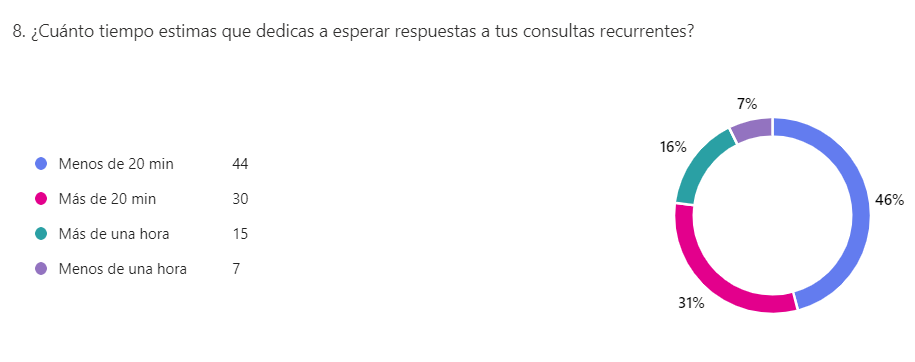 8. ¿Cuánto tiempo estimas que dedicas a esperar respuestas a tus consultas recurrentes?
Menos de 20 min 44
Más de 20 min 30
Más de una hora 15
Menos de una hora 7
7%
16%
46%
31%